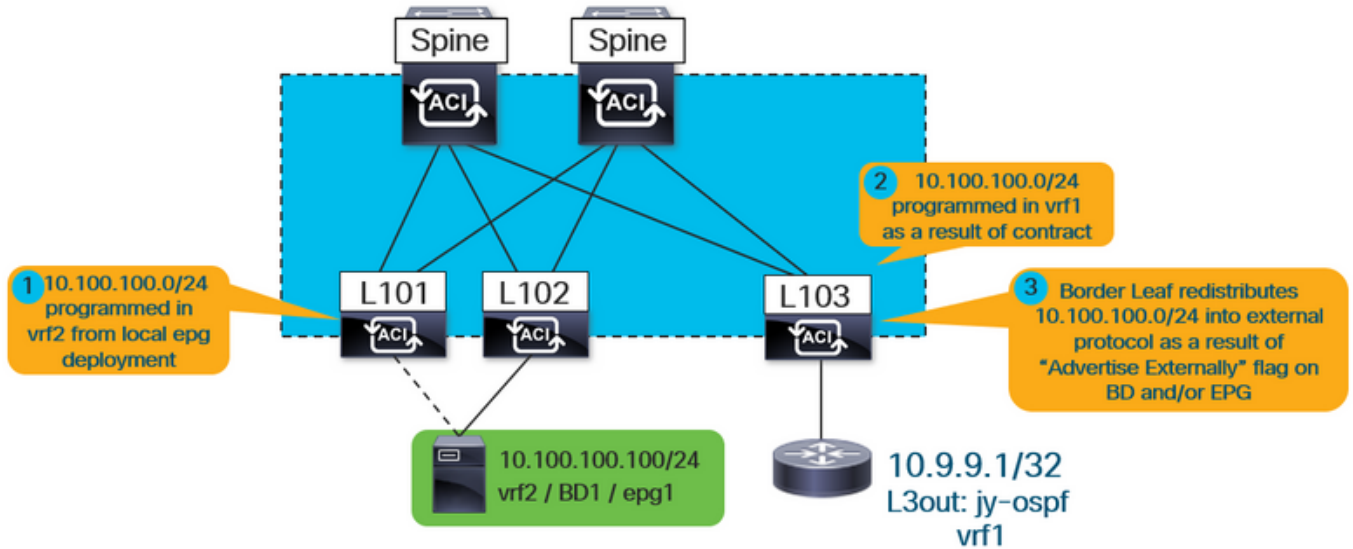 Spine
Spine
ACI
ACI
2 10.100.100.0/24
programmed in vrf1
as a result of contract
1 10.100.100.0/24
programmed in
vrf2 from local epg
deployment
L101
L102
L103
ACI
ACI
ACI
3 Border Leaf redistributes
10.100.100.0/24 into external
protocol as a result of
“Advertise Externally” flag on
BD and/or EPG
10.100.100.100/24
vrf2 / BD1 / epg1
10.9.9.1/32
L3out: jy-ospf
vrf1